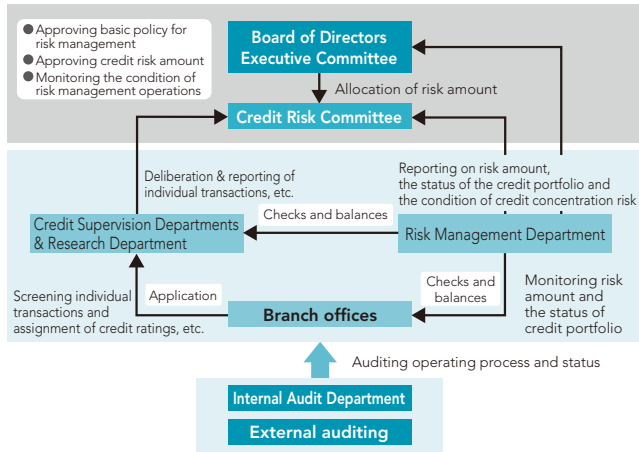 ●Approving basic policy for
risk management
●Approving credit risk amount
●Monitoring the condition of
risk management operations
Board of Directors
Executive Committee
Allocation of risk amount
Credit Risk Committee
Deliberation & reporting of
individual transactions, etc.
Reporting on risk amount,
the status of the credit portfolio and
the condition of credit concentration risk
Checks and balances
Credit Supervision Departments
& Research Department
Risk Management Department
Screening individual
transactions and
assignment of credit ratings, etc.
Application
Branch offices
Checks and
balances
Monitoring risk
amount and
the status of
credit portfolio
Auditing operating process and status
Internal Audit Department
External auditing